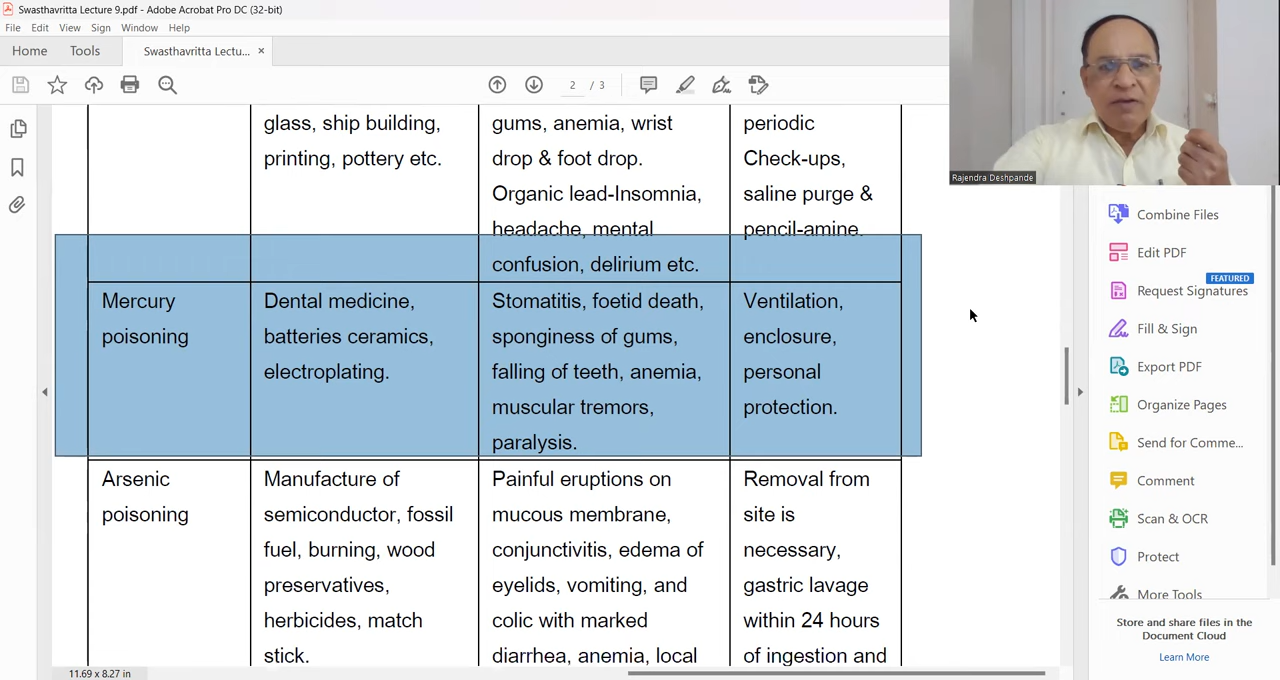 Swasthavritta Lecture 9.pdf - Adobe Acrobat Pro DC (32-bit)
File Edit View Sign Window Help
Home Tools Swasthavritta Lectu... ×
2 / 3
Rajendra Deshpande
glass, ship building,
printing, pottery etc.
gums, anemia, wrist
drop & foot drop.
Organic lead-Insomnia,
headache, mental
confusion, delirium etc.
periodic
Check-ups,
saline purge &
pencil-amine.
Mercury
poisoning
Dental medicine,
batteries ceramics,
electroplating.
Stomatitis, foetid death,
sponginess of gums,
falling of teeth, anemia,
muscular tremors,
paralysis.
Ventilation,
enclosure,
personal
protection.
Arsenic
poisoning
Manufacture of
semiconductor, fossil
fuel, burning, wood
preservatives,
herbicides, match
stick.
Painful eruptions on
mucous membrane,
conjunctivitis, edema of
eyelids, vomiting, and
colic with marked
diarrhea, anemia, local
Removal from
site is
necessary,
gastric lavage
within 24 hours
of ingestion and
Combine Files
Edit PDF
FEATURED
Request Signatures
Fill & Sign
Export PDF
Organize Pages
Send for Comme...
Comment
Scan & OCR
Protect
More Tools
Store and share files in the
Document Cloud
Learn More
11.69 x 8.27 in